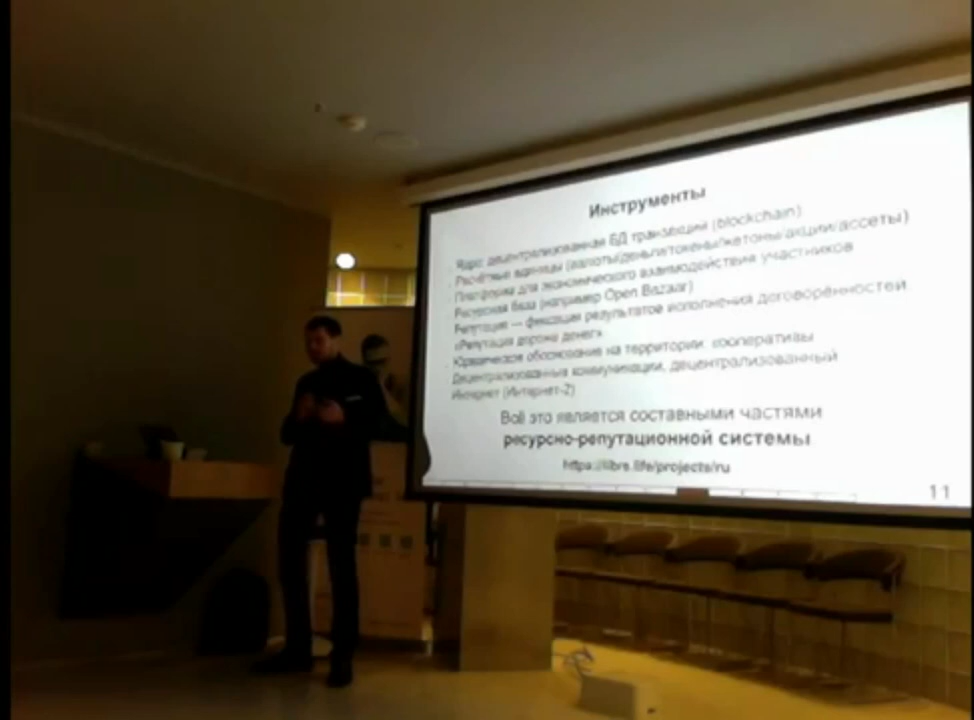 Инструменты
Ядро: децентрализованная БД транзакций (blockchain)
Расчётные единицы (валюты/деньги/токены/жетоны/акции/ассеты)
Платформа для экономического взаимодействия участников
Ресурсная база (например Open Bazaar)
Репутация — фиксация результатов исполнения договорённостей
«Репутация дороже денег»
Юридическое обоснование на территории: кооперативы
Децентрализованные коммуникации, децентрализованный
Интернет (Интернет-2)
Всё это является составными частями
ресурсно-репутационной системы
https://libre.life/projects/ru
11